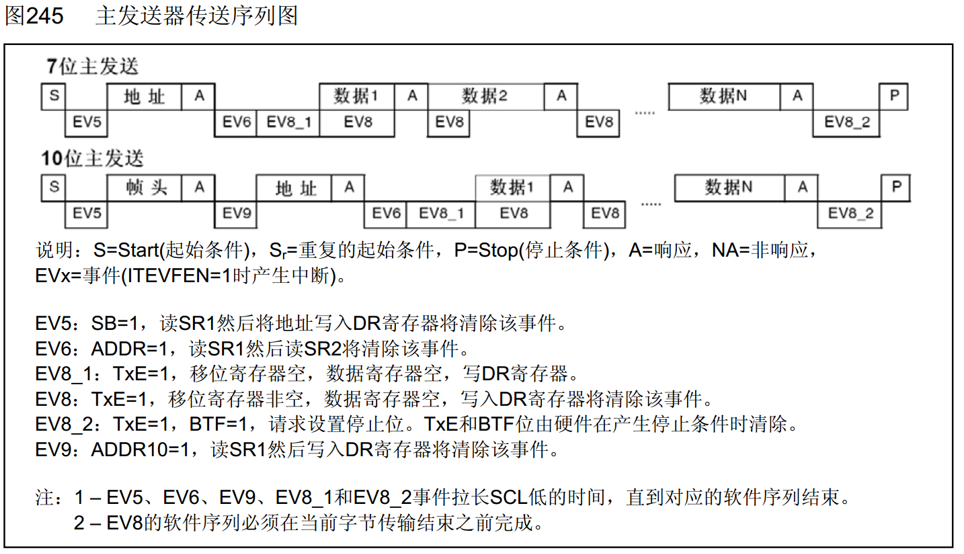 图245 主发送器传送序列图
7位主发送
S 地址 A 数据1 A 数据2 A ..... 数据N A P
EV5 EV6 EV8_1 EV8 EV8 EV8 EV8_2
10位主发送
S 帧头 A 地址 A 数据1 A ..... 数据N A P
EV5 EV9 EV6 EV8_1 EV8 EV8 EV8_2
说明：S=Start(起始条件)，Sr=重复的起始条件，P=Stop(停止条件)，A=响应，NA=非响应，
EVx=事件(ITEVFEN=1时产生中断)。
EV5：SB=1，读SR1然后将地址写入DR寄存器将清除该事件。
EV6：ADDR=1，读SR1然后读SR2将清除该事件。
EV8_1：TxE=1，移位寄存器空，数据寄存器空，写DR寄存器。
EV8：TxE=1，移位寄存器非空，数据寄存器空，写入DR寄存器将清除该事件。
EV8_2：TxE=1，BTF=1，请求设置停止位。TxE和BTF位由硬件在产生停止条件时清除。
EV9：ADDR10=1，读SR1然后写入DR寄存器将清除该事件。
注：1 – EV5、EV6、EV9、EV8_1和EV8_2事件拉长SCL低的时间，直到对应的软件序列结束。
2 – EV8的软件序列必须在当前字节传输结束之前完成。